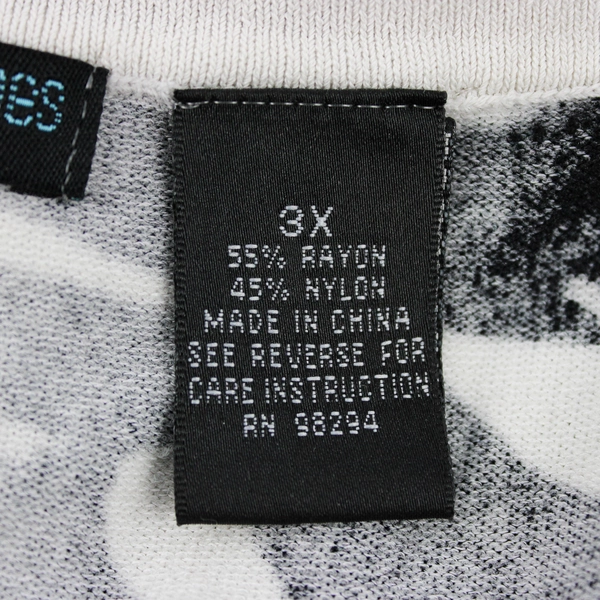 3X
55% RAYON
45% NYLON
MADE IN CHINA
SEE REVERSE FOR
CARE INSTRUCTION
RN 98294